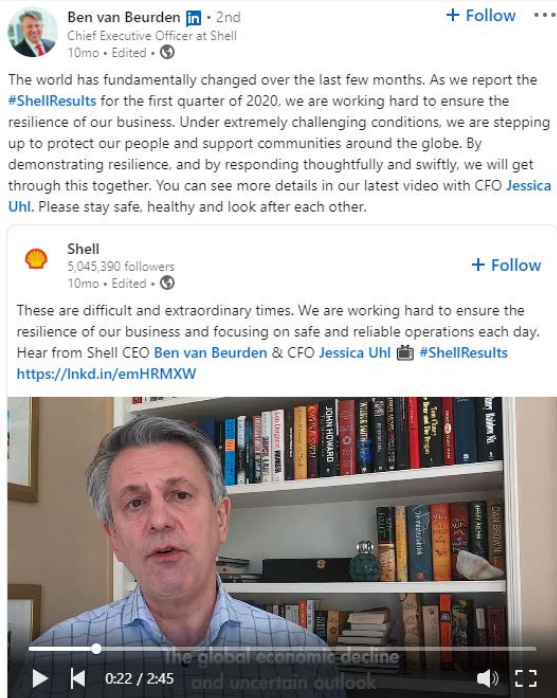 Ben van Beurden in • 2nd
+ Follow
Chief Executive Officer at Shell
10mo • Edited •
The world has fundamentally changed over the last few months. As we report the
#ShellResults for the first quarter of 2020, we are working hard to ensure the
resilience of our business. Under extremely challenging conditions, we are stepping
up to protect our people and support communities around the globe. By
demonstrating resilience, and by responding thoughtfully and swiftly, we will get
through this together. You can see more details in our latest video with CFO Jessica
Uhl. Please stay safe, healthy and look after each other.
Shell
5,045,390 followers
+ Follow
10mo • Edited •
These are difficult and extraordinary times. We are working hard to ensure the
resilience of our business and focusing on safe and reliable operations each day.
Hear from Shell CEO Ben van Beurden & CFO Jessica Uhl #ShellResults
https://lnkd.in/emHRMXW
JOHN HOWARD
DAN BROWN
The global economic decline
and uncertain outlook
0:22 / 2:45